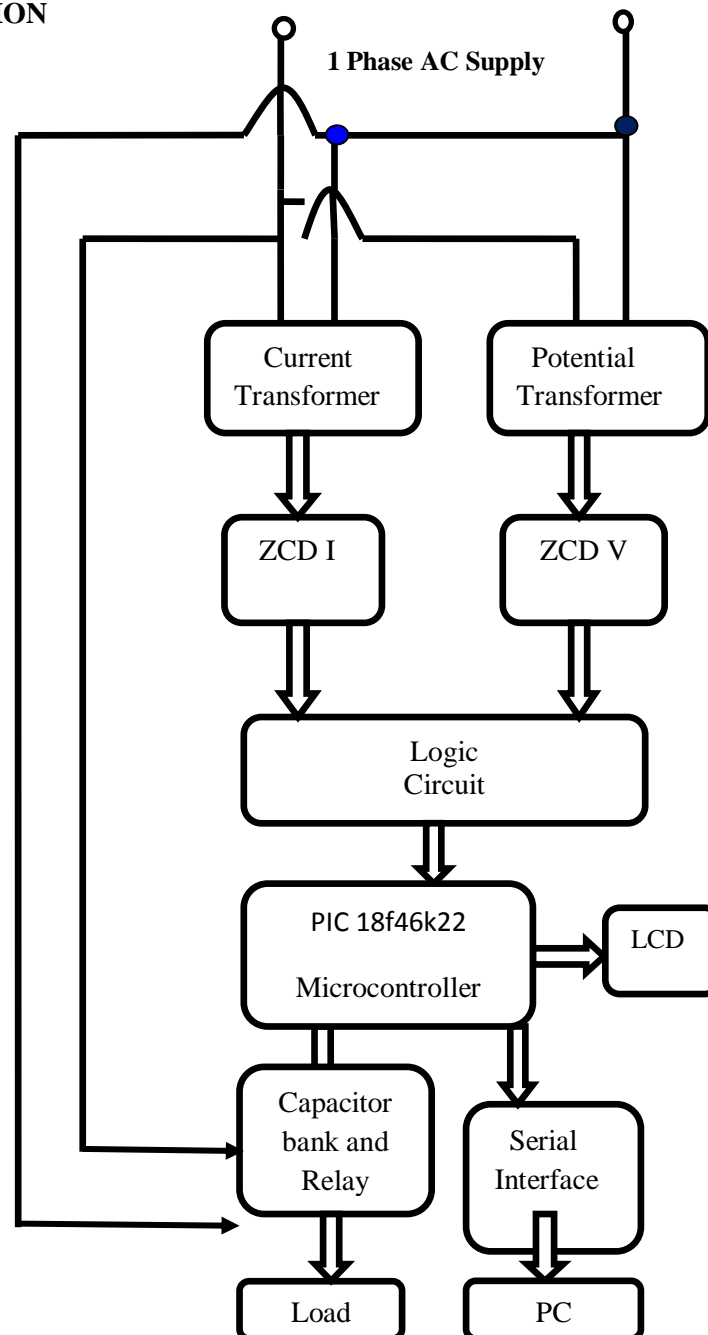 ION
1 Phase AC Supply
Current
Transformer
Potential
Transformer
ZCD I
ZCD V
Logic
Circuit
PIC 18f46k22
Microcontroller
LCD
Capacitor
bank and
Relay
Serial
Interface
Load
PC